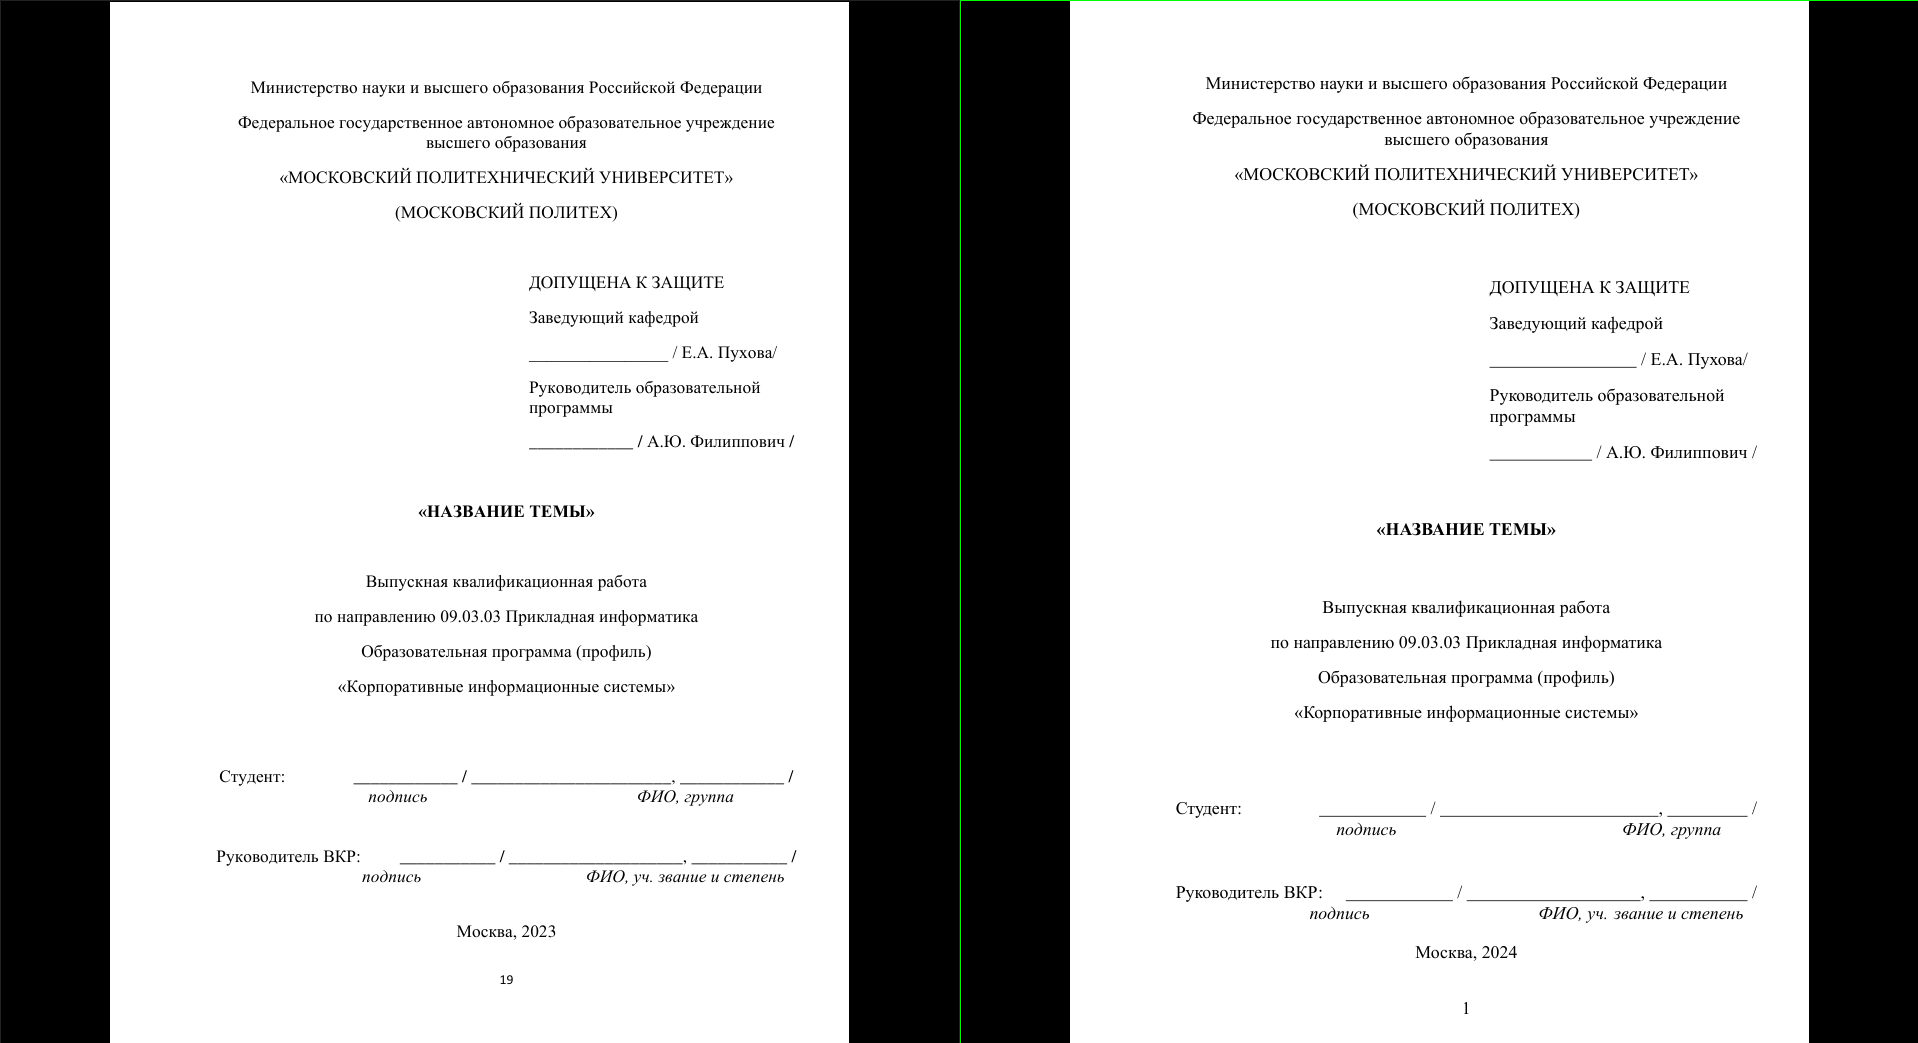 Министерство науки и высшего образования Российской Федерации
Федеральное государственное автономное образовательное учреждение
высшего образования
«МОСКОВСКИЙ ПОЛИТЕХНИЧЕСКИЙ УНИВЕРСИТЕТ»
(МОСКОВСКИЙ ПОЛИТЕХ)
ДОПУЩЕНА К ЗАЩИТЕ
Заведующий кафедрой
________________ / Е.А. Пухова/
Руководитель образовательной
программы
____________ / А.Ю. Филиппович /
«НАЗВАНИЕ ТЕМЫ»
Выпускная квалификационная работа
по направлению 09.03.03 Прикладная информатика
Образовательная программа (профиль)
«Корпоративные информационные системы»
Студент: ____________ / _______________________, ____________ /
подпись ФИО, группа
Руководитель ВКР: ___________ / ____________________, ___________ /
подпись ФИО, уч. звание и степень
Москва, 2023
19
Министерство науки и высшего образования Российской Федерации
Федеральное государственное автономное образовательное учреждение
высшего образования
«МОСКОВСКИЙ ПОЛИТЕХНИЧЕСКИЙ УНИВЕРСИТЕТ»
(МОСКОВСКИЙ ПОЛИТЕХ)
ДОПУЩЕНА К ЗАЩИТЕ
Заведующий кафедрой
_________________ / Е.А. Пухова/
Руководитель образовательной
программы
____________ / А.Ю. Филиппович /
«НАЗВАНИЕ ТЕМЫ»
Выпускная квалификационная работа
по направлению 09.03.03 Прикладная информатика
Образовательная программа (профиль)
«Корпоративные информационные системы»
Студент: ____________ / _________________________, _________ /
подпись ФИО, группа
Руководитель ВКР: ____________ / ____________________, ___________ /
подпись ФИО, уч. звание и степень
Москва, 2024
1